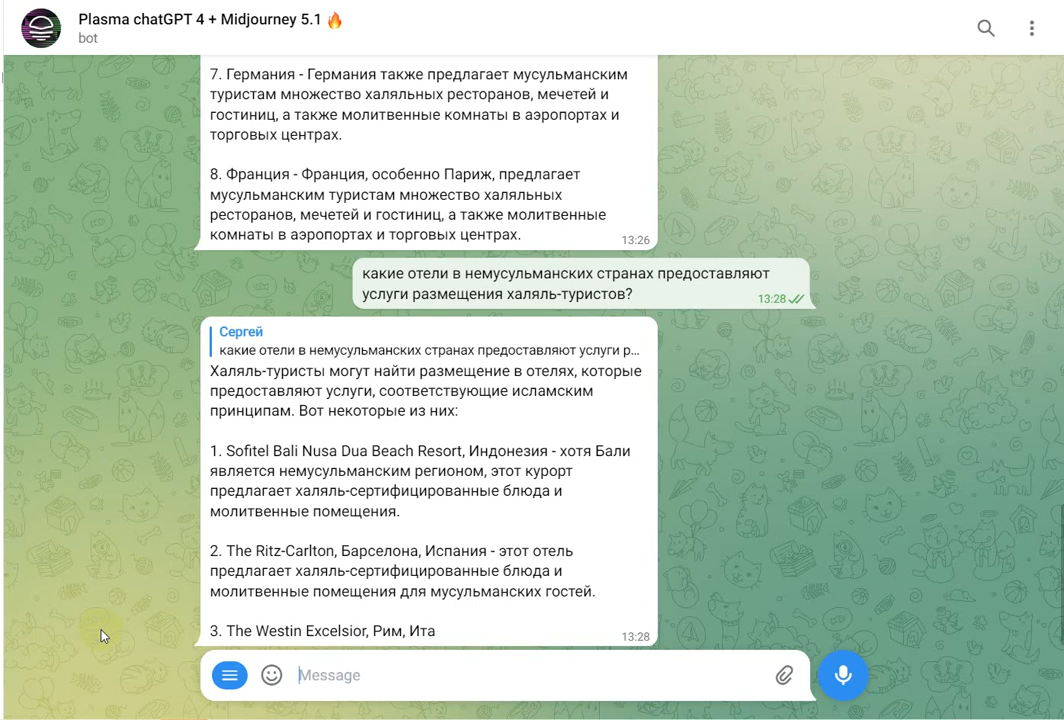 Plasma chatGPT 4 + Midjourney 5.1 🔥
bot
7. Германия - Германия также предлагает мусульманским
туристам множество халяльных ресторанов, мечетей и
гостиниц, а также молитвенные комнаты в аэропортах и
торговых центрах.
8. Франция - Франция, особенно Париж, предлагает
мусульманским туристам множество халяльных
ресторанов, мечетей и гостиниц, а также молитвенные
комнаты в аэропортах и торговых центрах.
13:26
какие отели в немусульманских странах предоставляют
услуги размещения халяль-туристов?
13:28
Сергей
какие отели в немусульманских странах предоставляют услуги р...
Халяль-туристы могут найти размещение в отелях, которые
предоставляют услуги, соответствующие исламским
принципам. Вот некоторые из них:
1. Sofitel Bali Nusa Dua Beach Resort, Индонезия - хотя Бали
является немусульманским регионом, этот курорт
предлагает халяль-сертифицированные блюда и
молитвенные помещения.
2. The Ritz-Carlton, Барселона, Испания - этот отель
предлагает халяль-сертифицированные блюда и
молитвенные помещения для мусульманских гостей.
3. The Westin Excelsior, Рим, Ита
13:28
Message